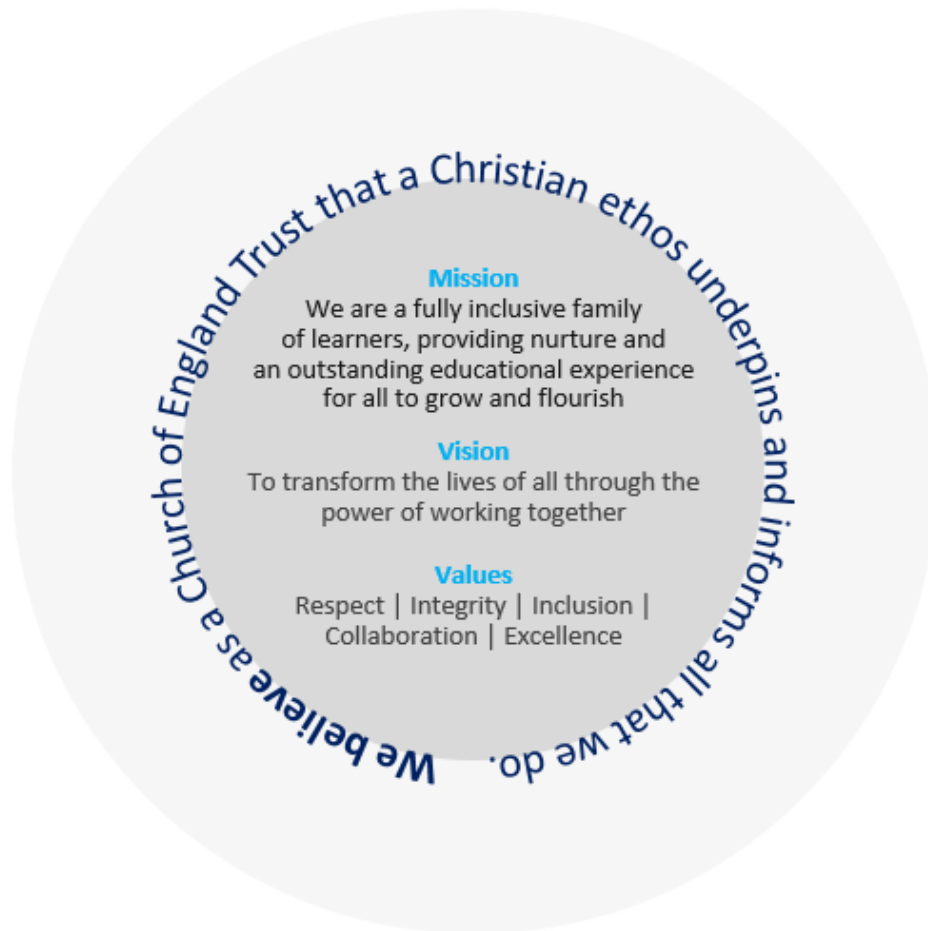 We believe as a Church of England Trust that a Christian ethos underpins and informs all that we do.
Mission
We are a fully inclusive family
of learners, providing nurture and
an outstanding educational experience
for all to grow and flourish
Vision
To transform the lives of all through the
power of working together
Values
Respect | Integrity | Inclusion |
Collaboration | Excellence